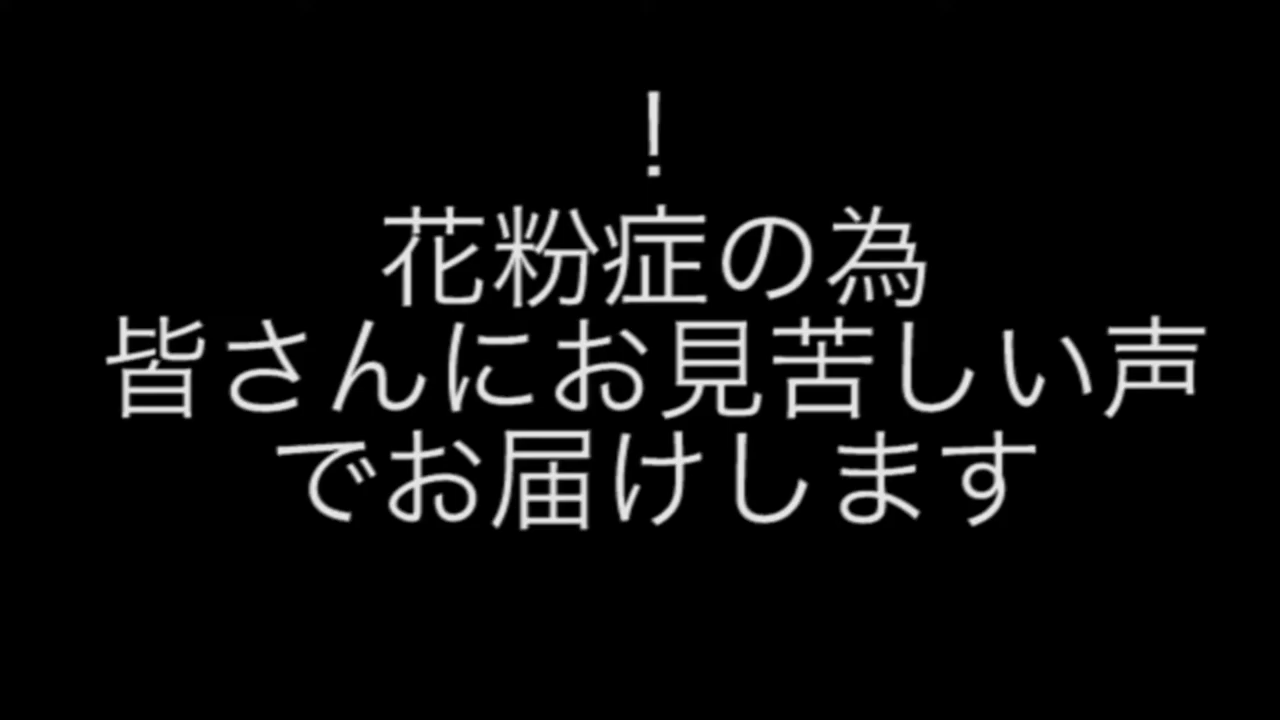 ！
花粉症の為
皆さんにお見苦しい声
でお届けします